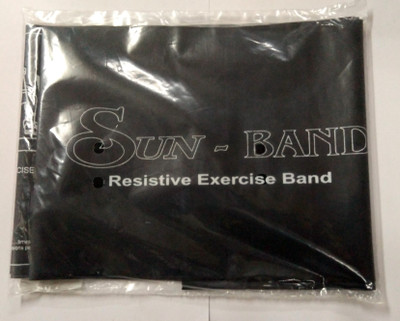 SUN - BAND
Resistive Exercise Band